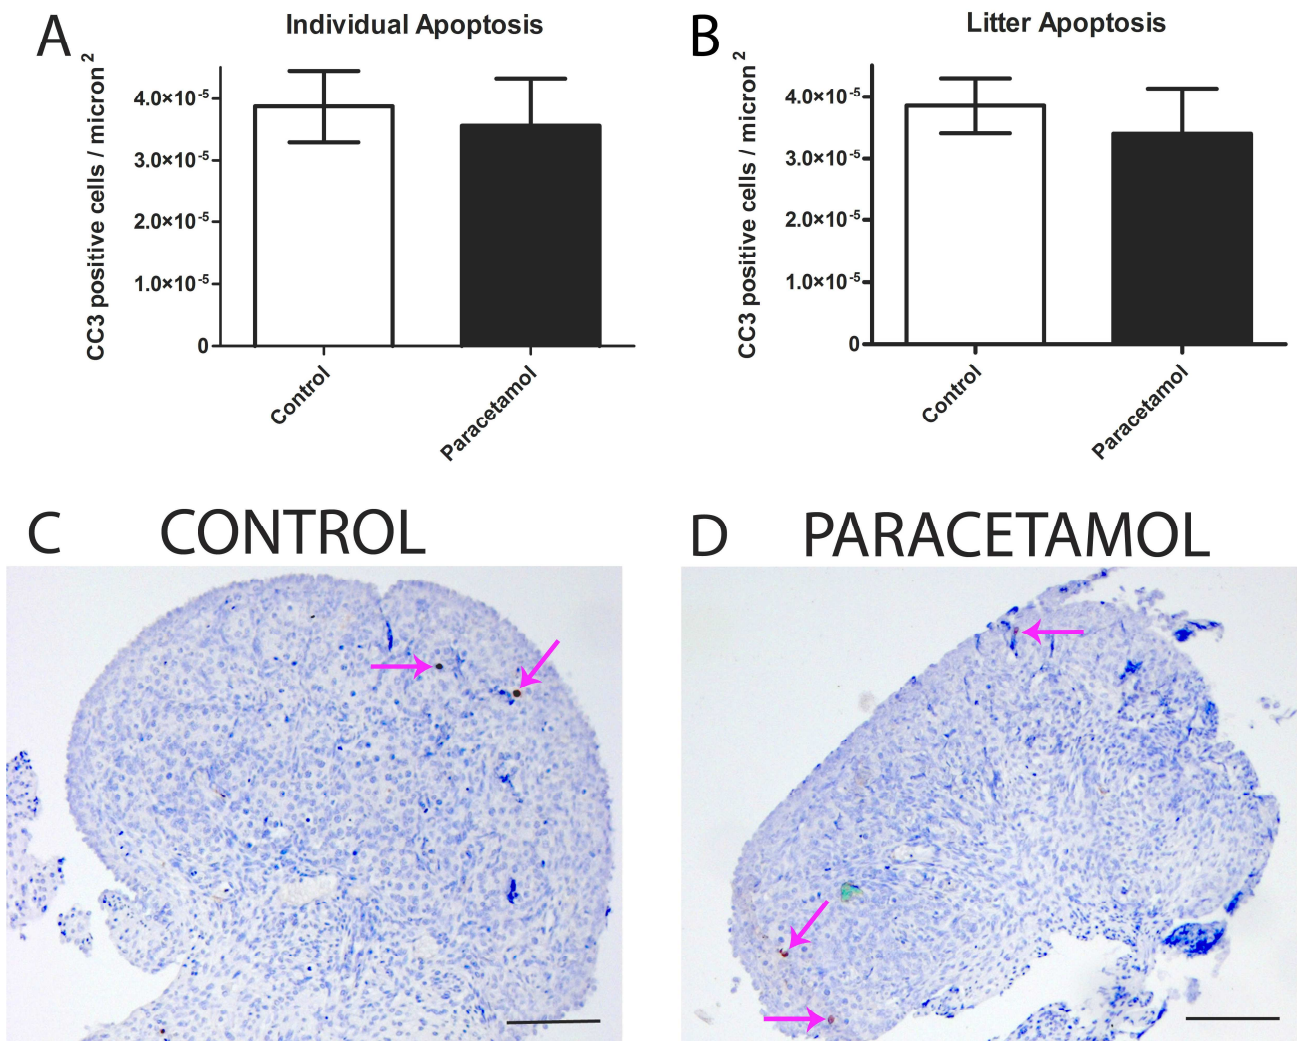 A
Individual Apoptosis
CC3 positive cells / micron²
4.0×10⁻⁵
3.0×10⁻⁵
2.0×10⁻⁵
1.0×10⁻⁵
0
Control
Paracetamol
B
Litter Apoptosis
CC3 positive cells / micron²
4.0×10⁻⁵
3.0×10⁻⁵
2.0×10⁻⁵
1.0×10⁻⁵
0
Control
Paracetamol
C CONTROL
D PARACETAMOL